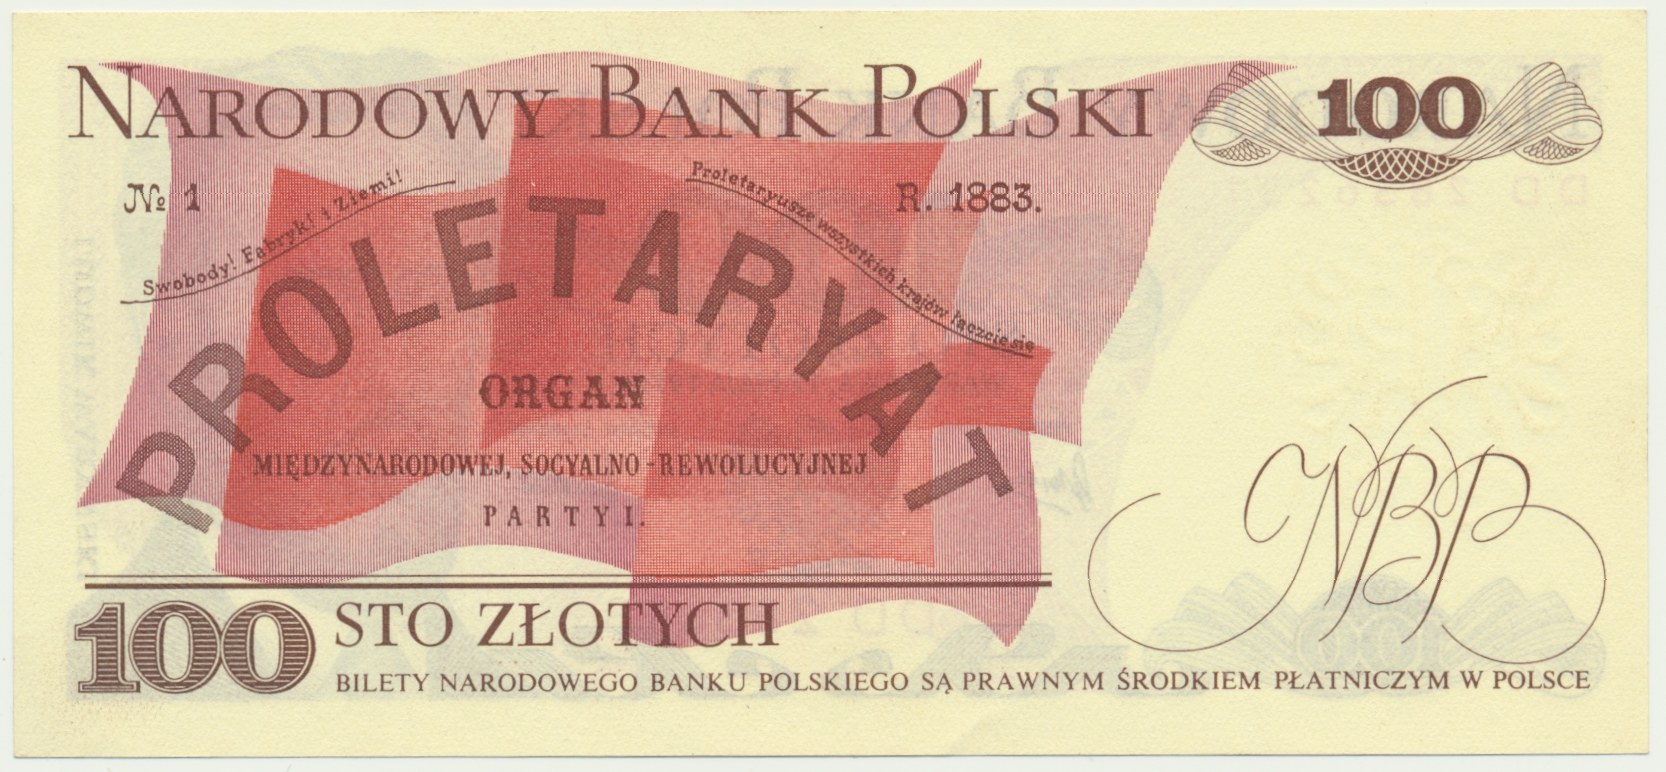 NARODOWY BANK POLSKI
100
№ 1
Swobody! Fabryk! i Ziemi!
Proletaryusze wszystkich krajów łączcie się
R. 1883.
PROLETARYAT
ORGAN
MIĘDZYNARODOWEJ, SOCYALNO-REWOLUCYJNEJ
PARTYI.
NBP
100 STO ZŁOTYCH
BILETY NARODOWEGO BANKU POLSKIEGO SĄ PRAWNYM ŚRODKIEM PŁATNICZYM W POLSCE